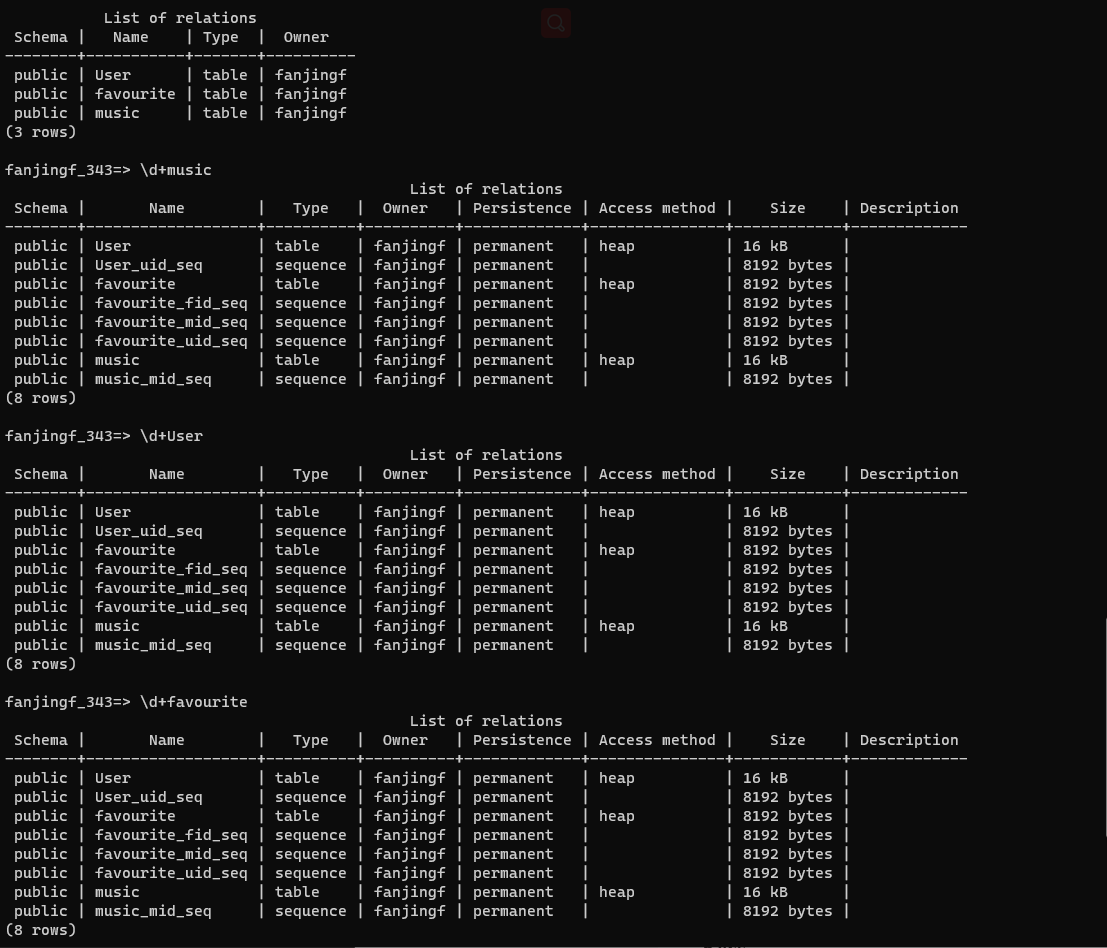 List of relations
 Schema |   Name    | Type  |  Owner
--------+-----------+-------+----------
 public | User      | table | fanjingf
 public | favourite | table | fanjingf
 public | music     | table | fanjingf
(3 rows)

fanjingf_343=> \d+music
                                             List of relations
 Schema |       Name        |   Type   |  Owner   | Persistence | Access method |    Size    | Description
--------+-------------------+----------+----------+-------------+---------------+------------+-------------
 public | User              | table    | fanjingf | permanent   | heap          | 16 kB      |
 public | User_uid_seq      | sequence | fanjingf | permanent   |               | 8192 bytes |
 public | favourite         | table    | fanjingf | permanent   | heap          | 8192 bytes |
 public | favourite_fid_seq | sequence | fanjingf | permanent   |               | 8192 bytes |
 public | favourite_mid_seq | sequence | fanjingf | permanent   |               | 8192 bytes |
 public | favourite_uid_seq | sequence | fanjingf | permanent   |               | 8192 bytes |
 public | music             | table    | fanjingf | permanent   | heap          | 16 kB      |
 public | music_mid_seq     | sequence | fanjingf | permanent   |               | 8192 bytes |
(8 rows)

fanjingf_343=> \d+User
                                             List of relations
 Schema |       Name        |   Type   |  Owner   | Persistence | Access method |    Size    | Description
--------+-------------------+----------+----------+-------------+---------------+------------+-------------
 public | User              | table    | fanjingf | permanent   | heap          | 16 kB      |
 public | User_uid_seq      | sequence | fanjingf | permanent   |               | 8192 bytes |
 public | favourite         | table    | fanjingf | permanent   | heap          | 8192 bytes |
 public | favourite_fid_seq | sequence | fanjingf | permanent   |               | 8192 bytes |
 public | favourite_mid_seq | sequence | fanjingf | permanent   |               | 8192 bytes |
 public | favourite_uid_seq | sequence | fanjingf | permanent   |               | 8192 bytes |
 public | music             | table    | fanjingf | permanent   | heap          | 16 kB      |
 public | music_mid_seq     | sequence | fanjingf | permanent   |               | 8192 bytes |
(8 rows)

fanjingf_343=> \d+favourite
                                             List of relations
 Schema |       Name        |   Type   |  Owner   | Persistence | Access method |    Size    | Description
--------+-------------------+----------+----------+-------------+---------------+------------+-------------
 public | User              | table    | fanjingf | permanent   | heap          | 16 kB      |
 public | User_uid_seq      | sequence | fanjingf | permanent   |               | 8192 bytes |
 public | favourite         | table    | fanjingf | permanent   | heap          | 8192 bytes |
 public | favourite_fid_seq | sequence | fanjingf | permanent   |               | 8192 bytes |
 public | favourite_mid_seq | sequence | fanjingf | permanent   |               | 8192 bytes |
 public | favourite_uid_seq | sequence | fanjingf | permanent   |               | 8192 bytes |
 public | music             | table    | fanjingf | permanent   | heap          | 16 kB      |
 public | music_mid_seq     | sequence | fanjingf | permanent   |               | 8192 bytes |
(8 rows)